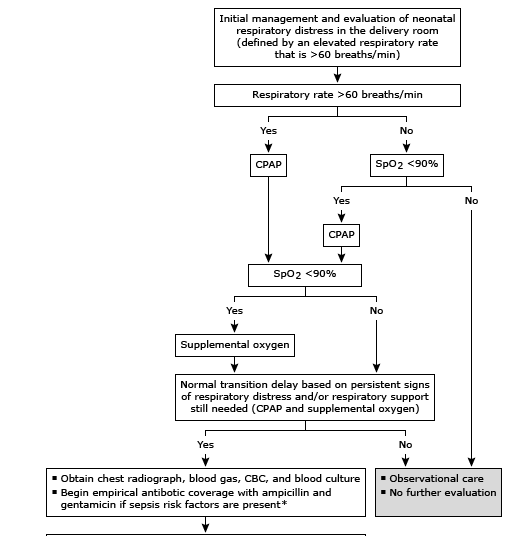 Initial management and evaluation of neonatal
respiratory distress in the delivery room
(defined by an elevated respiratory rate
that is >60 breaths/min)
Respiratory rate >60 breaths/min
Yes
No
CPAP
SpO2 <90%
Yes
No
CPAP
SpO2 <90%
Yes
No
Supplemental oxygen
Normal transition delay based on persistent signs
of respiratory distress and/or respiratory support
still needed (CPAP and supplemental oxygen)
Yes
No
▪ Obtain chest radiograph, blood gas, CBC, and blood culture
▪ Begin empirical antibiotic coverage with ampicillin and
gentamicin if sepsis risk factors are present*
▪ Observational care
▪ No further evaluation